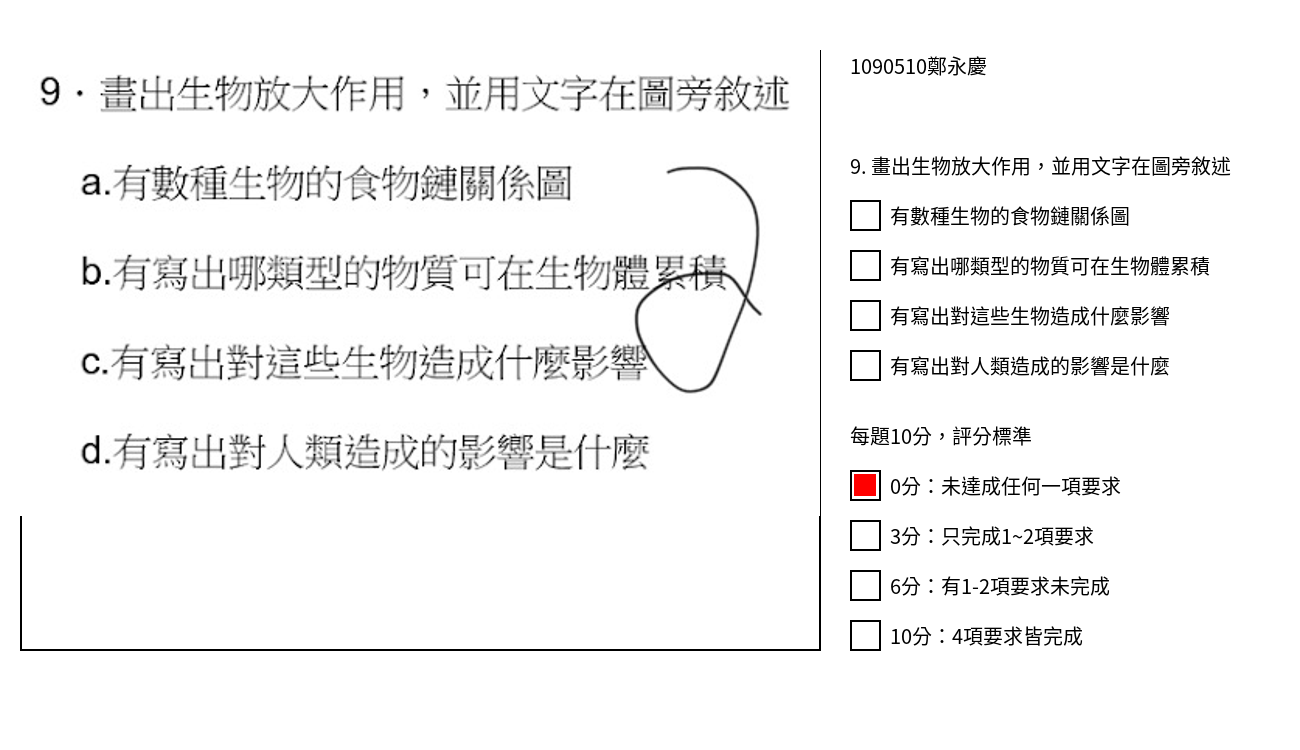 9．畫出生物放大作用，並用文字在圖旁敘述
a.有數種生物的食物鏈關係圖
b.有寫出哪類型的物質可在生物體累積
c.有寫出對這些生物造成什麼影響
d.有寫出對人類造成的影響是什麼
1090510鄭永慶
9. 畫出生物放大作用，並用文字在圖旁敘述
有數種生物的食物鏈關係圖
有寫出哪類型的物質可在生物體累積
有寫出對這些生物造成什麼影響
有寫出對人類造成的影響是什麼
每題10分，評分標準
0分：未達成任何一項要求
3分：只完成1~2項要求
6分：有1-2項要求未完成
10分：4項要求皆完成